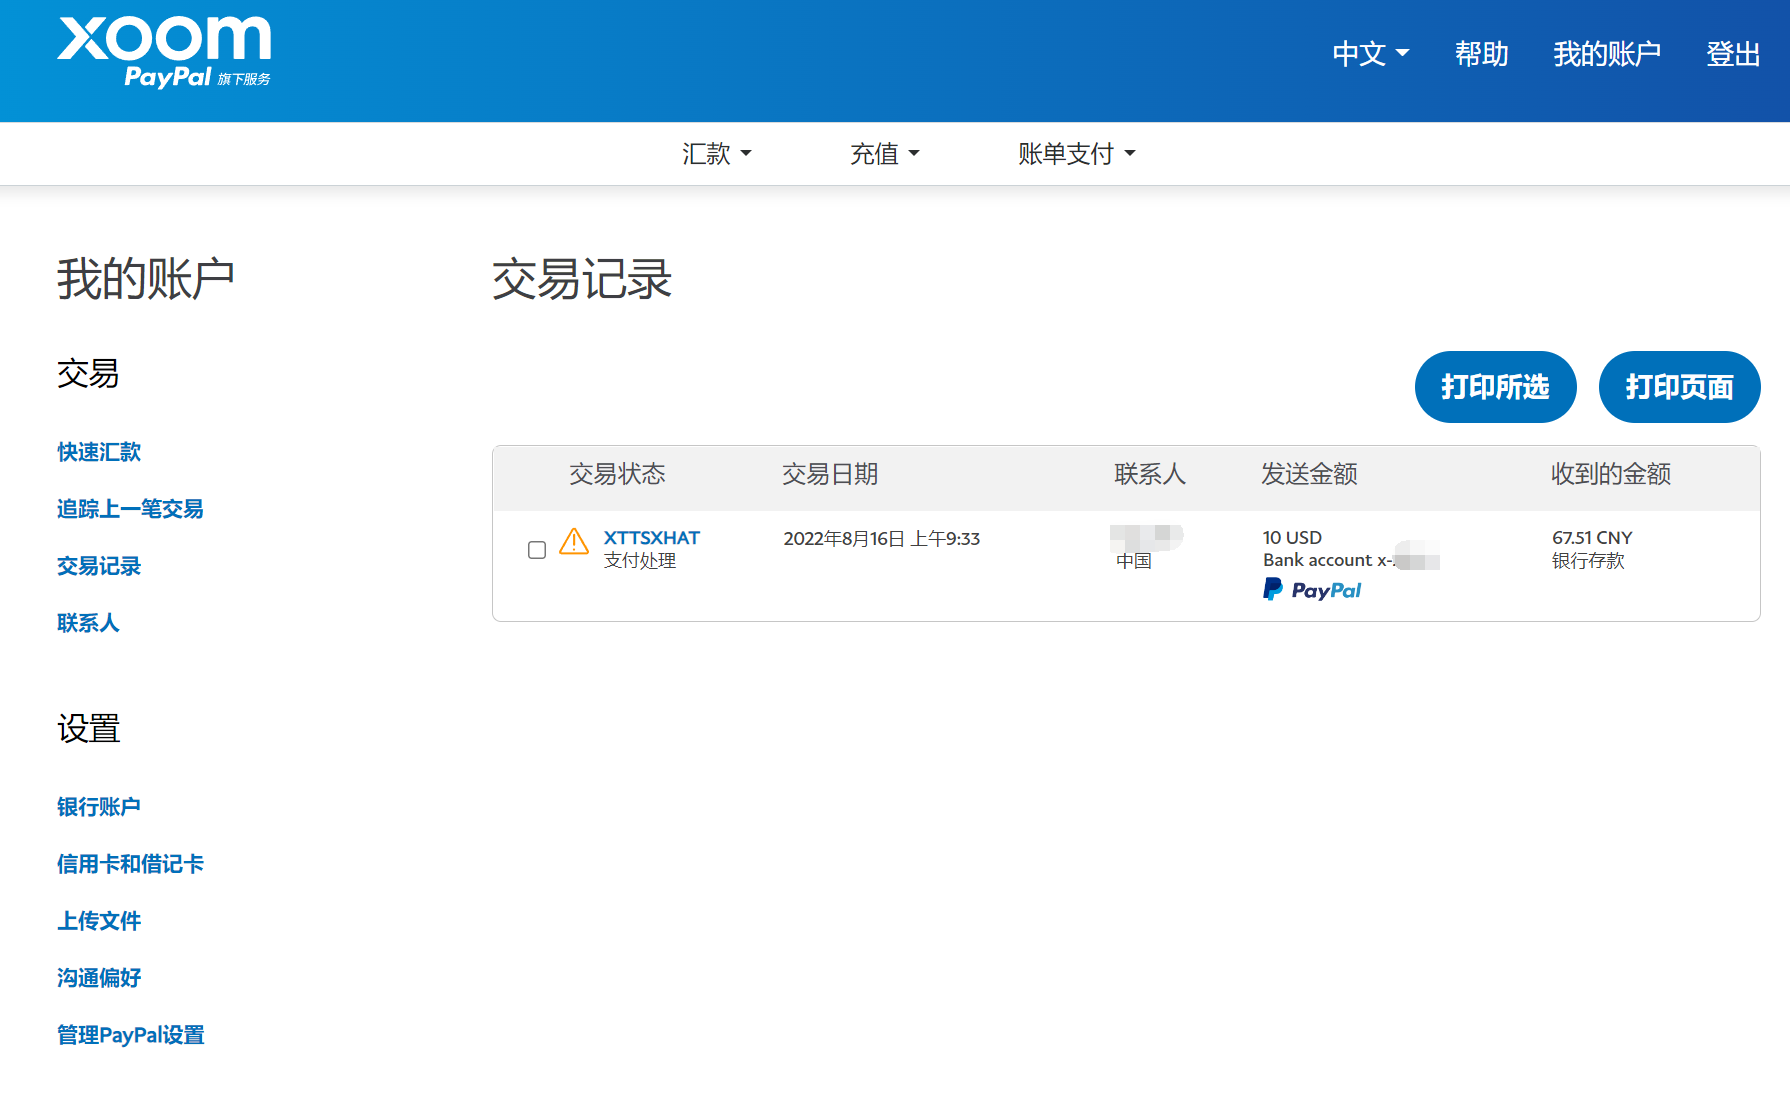 xoom
PayPal 旗下服务
中文
帮助
我的账户
登出
汇款
充值
账单支付
我的账户
交易
快速汇款
追踪上一笔交易
交易记录
联系人
设置
银行账户
信用卡和借记卡
上传文件
沟通偏好
管理PayPal设置
交易记录
打印所选
打印页面
交易状态
交易日期
联系人
发送金额
收到的金额
XTTSXHAT
支付处理
2022年8月16日 上午9:33
中国
10 USD
Bank account x-
PayPal
67.51 CNY
银行存款